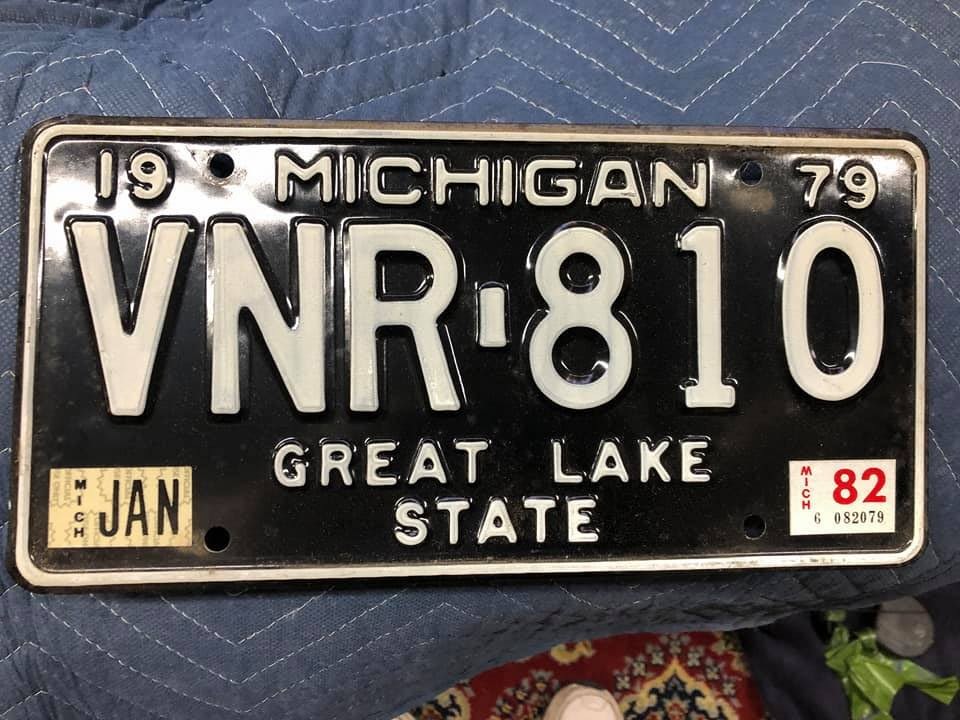 19 MICHIGAN 79
VNR-810
GREAT LAKE
STATE
MICH JAN
MICH 82
6 082079